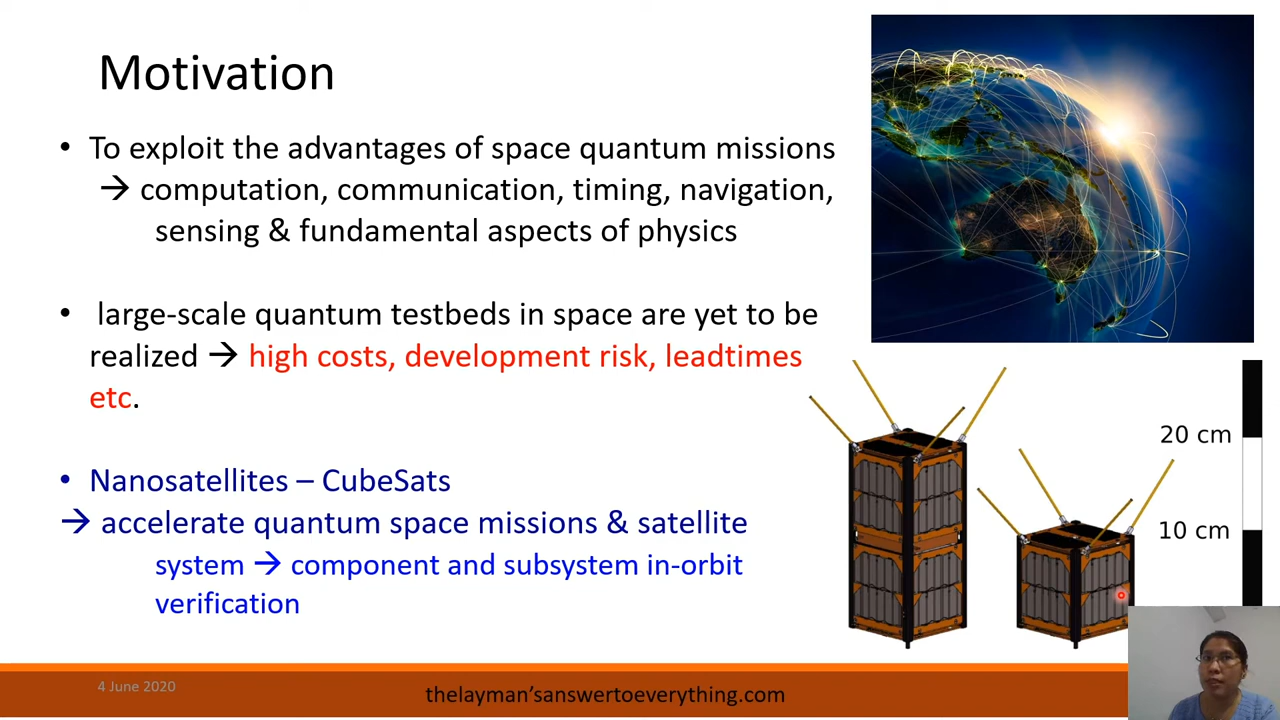 Motivation
• To exploit the advantages of space quantum missions
→ computation, communication, timing, navigation,
sensing & fundamental aspects of physics
• large-scale quantum testbeds in space are yet to be
realized → high costs, development risk, leadtimes
etc.
• Nanosatellites – CubeSats
→ accelerate quantum space missions & satellite
system → component and subsystem in-orbit
verification
20 cm
10 cm
4 June 2020
thelayman’sanswertoeverything.com